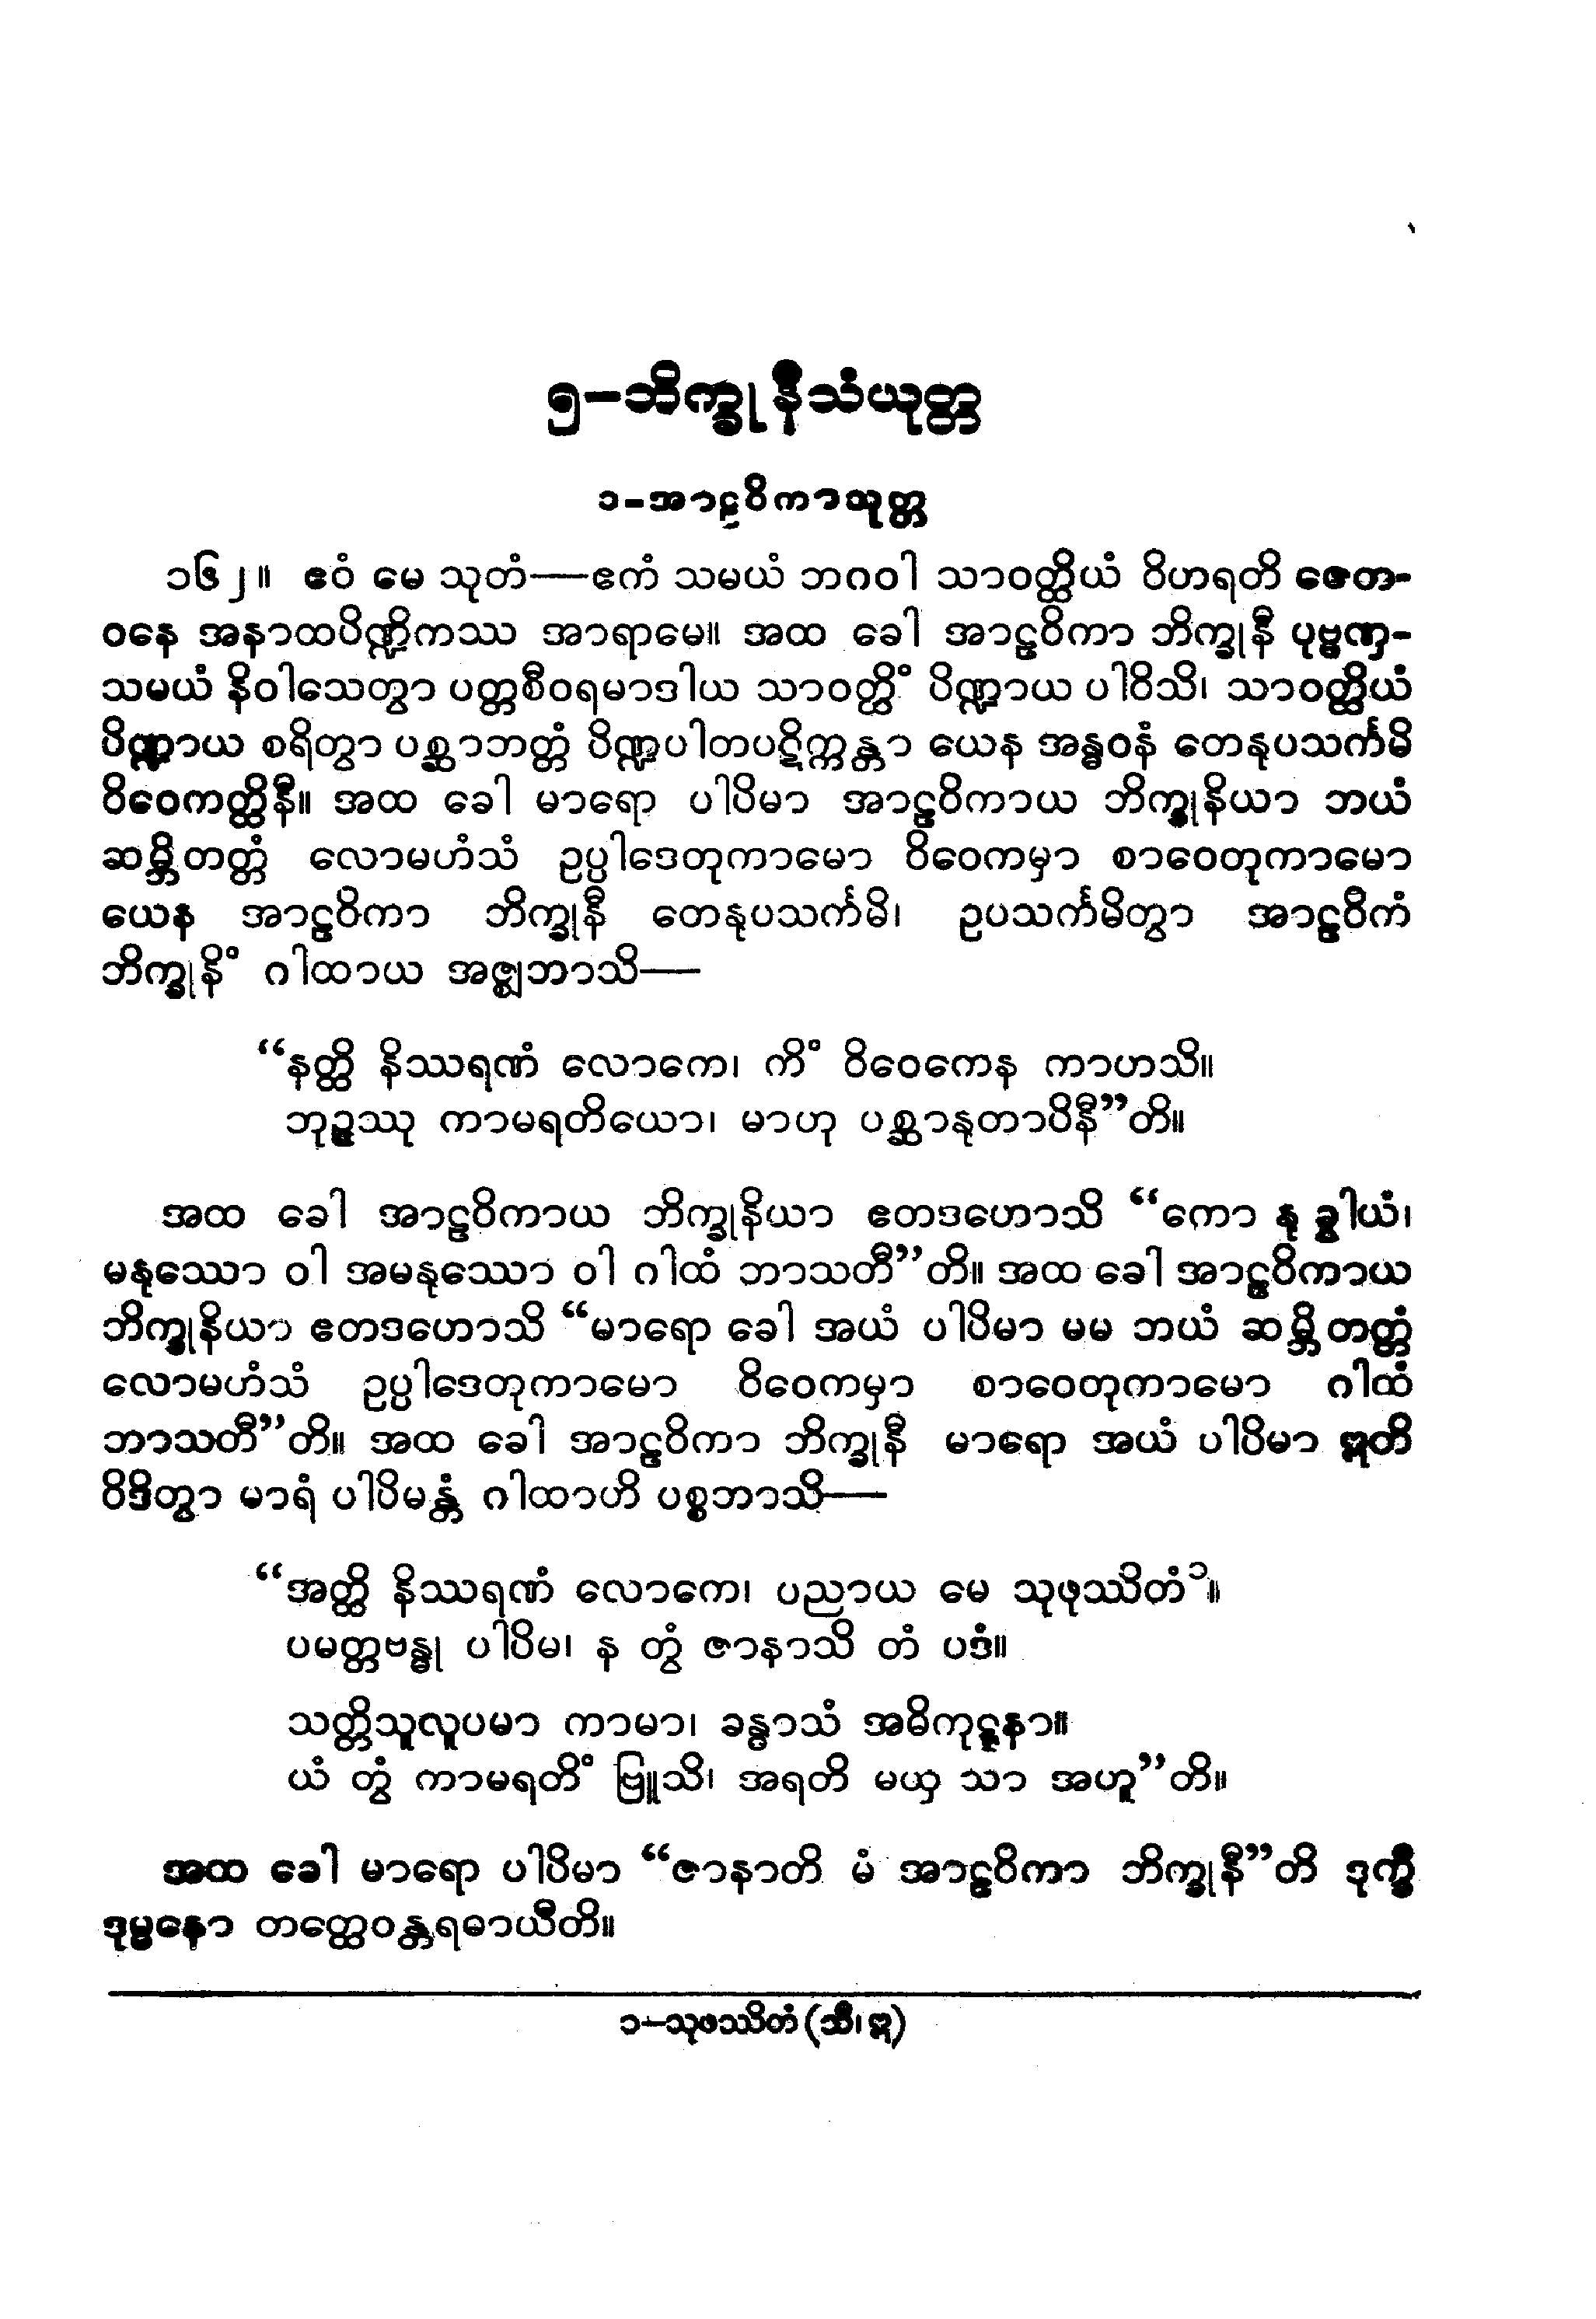 ၅–ဘိက္ခုနီသံယုတ္တ
၁-အာဠဝိကာသုတ္တ
၁၆၂။ ဧဝံ မေ သုတံ—ဧကံ သမယံ ဘဂဝါ သာဝတ္ထိယံ ဝိဟရတိ ဇေတ-
ဝနေ အနာထပိဏ္ဍိကဿ အာရာမေ။ အထ ခေါ အာဠဝိကာ ဘိက္ခုနီ ပုဗ္ဗဏှ-
သမယံ နိဝါသေတွာ ပတ္တစီဝရမာဒါယ သာဝတ္ထိံ ပိဏ္ဍာယ ပါဝိသိ၊ သာဝတ္ထိယံ
ပိဏ္ဍာယ စရိတွာ ပစ္ဆာဘတ္တံ ပိဏ္ဍပါတပဋိက္ကန္တာ ယေန အန္ဓဝနံ တေနုပသင်္ကမိ
ဝိဝေကတ္ထိနီ။ အထ ခေါ မာရော ပါပိမာ အာဠဝိကာယ ဘိက္ခုနိယာ ဘယံ
ဆမ္ဘိတတ္တံ လောမဟံသံ ဥပ္ပါဒေတုကာမော ဝိဝေကမှာ စာဝေတုကာမော
ယေန အာဠဝိကာ ဘိက္ခုနီ တေနုပသင်္ကမိ၊ ဥပသင်္ကမိတွာ အာဠဝိကံ
ဘိက္ခုနိံ ဂါထာယ အဇ္ဈဘာသိ—
“နတ္ထိ နိဿရဏံ လောကေ၊ ကိံ ဝိဝေကေန ကာဟသိ။
ဘုဉ္ဇဿု ကာမရတိယော၊ မာဟု ပစ္ဆာနုတာပိနီ”တိ။
အထ ခေါ အာဠဝိကာယ ဘိက္ခုနိယာ ဧတဒဟောသိ “ကော နု ခွါယံ၊
မနုဿော ဝါ အမနုဿော ဝါ ဂါထံ ဘာသတီ”တိ။ အထ ခေါ အာဠဝိကာယ
ဘိက္ခုနိယာ ဧတဒဟောသိ “မာရော ခေါ အယံ ပါပိမာ မမ ဘယံ ဆမ္ဘိတတ္တံ
လောမဟံသံ ဥပ္ပါဒေတုကာမော ဝိဝေကမှာ စာဝေတုကာမော ဂါထံ
ဘာသတီ”တိ။ အထ ခေါ အာဠဝိကာ ဘိက္ခုနီ မာရော အယံ ပါပိမာ ဣတိ
ဝိဒိတွာ မာရံ ပါပိမန္တံ ဂါထာဟိ ပစ္စဘာသိ—
“အတ္ထိ နိဿရဏံ လောကေ၊ ပညာယ မေ သုဖုဿိတံ၁။
ပမတ္တဗန္ဓု ပါပိမ၊ န တွံ ဇာနာသိ တံ ပဒံ။
သတ္တိသူလူပမာ ကာမာ၊ ခန္ဓာသံ အဓိကုဋ္ဋနာ။
ယံ တွံ ကာမရတိံ ဗြူသိ၊ အရတိ မယှ သာ အဟူ”တိ။
အထ ခေါ မာရော ပါပိမာ “ဇာနာတိ မံ အာဠဝိကာ ဘိက္ခုနီ”တိ ဒုက္ခီ
ဒုမ္မနော တတ္ထေဝန္တရဓာယီတိ။
၁–သုဖဿိတံ (သီ၊ ဣ)